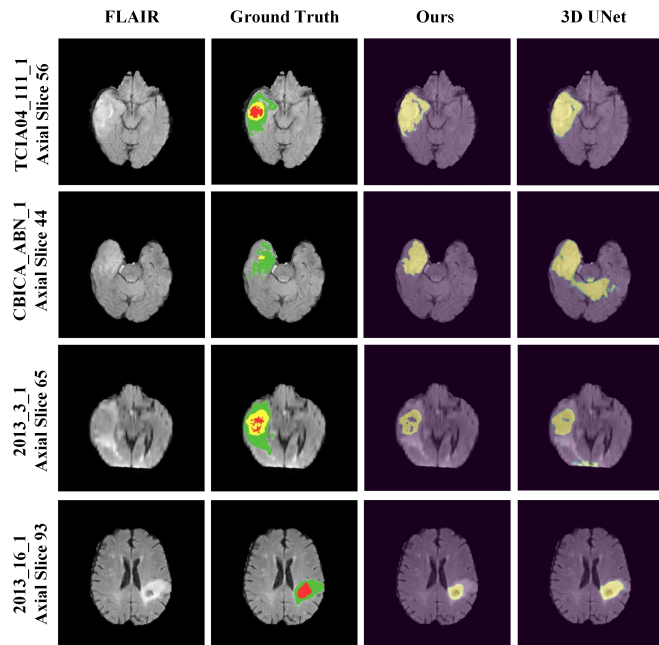 FLAIR Ground Truth Ours 3D UNet
TCIA04_111_1
Axial Slice 56
CBICA_ABN_1
Axial Slice 44
2013_3_1
Axial Slice 65
2013_16_1
Axial Slice 93